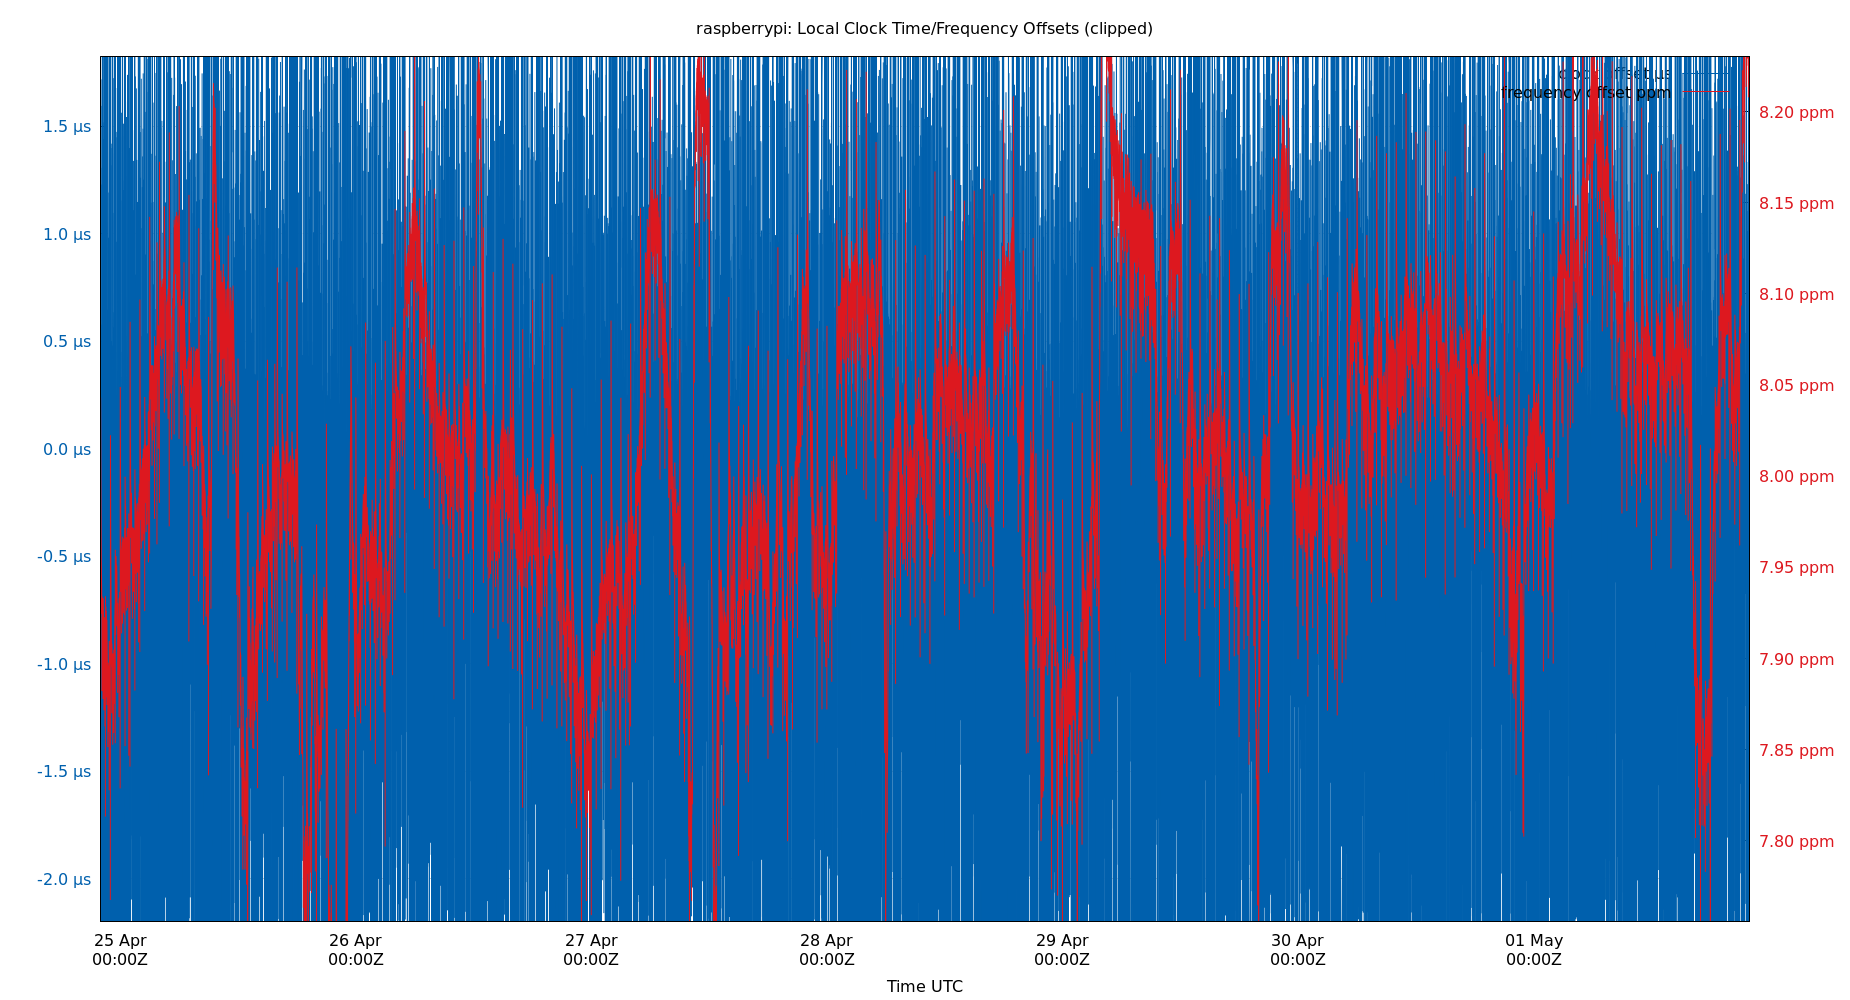 raspberrypi: Local Clock Time/Frequency Offsets (clipped)
clock offset µs
frequency offset ppm
1.5 µs
1.0 µs
0.5 µs
0.0 µs
-0.5 µs
-1.0 µs
-1.5 µs
-2.0 µs
8.20 ppm
8.15 ppm
8.10 ppm
8.05 ppm
8.00 ppm
7.95 ppm
7.90 ppm
7.85 ppm
7.80 ppm
25 Apr 26 Apr 27 Apr 28 Apr 29 Apr 30 Apr 01 May
00:00Z 00:00Z 00:00Z 00:00Z 00:00Z 00:00Z 00:00Z
Time UTC